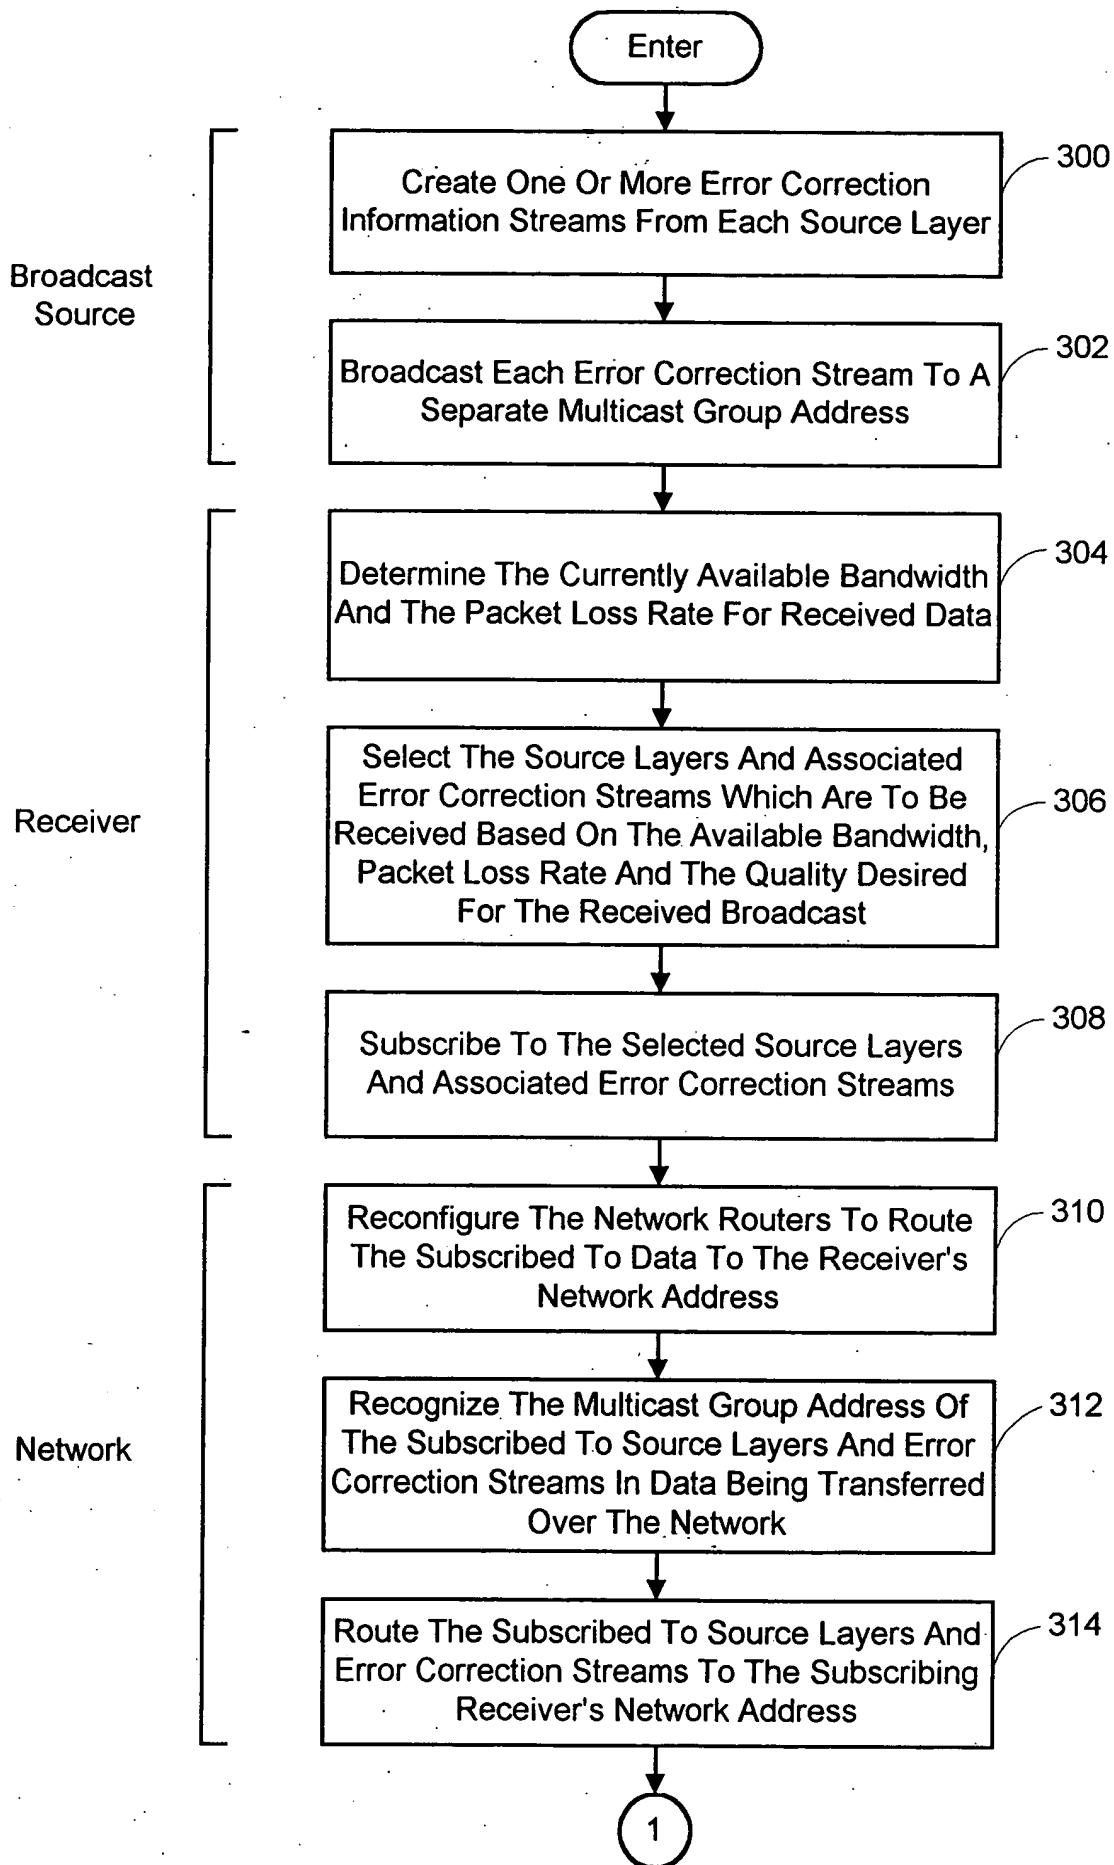 Enter
300
Create One Or More Error Correction
Information Streams From Each Source Layer
Broadcast
Source
302
Broadcast Each Error Correction Stream To A
Separate Multicast Group Address
304
Determine The Currently Available Bandwidth
And The Packet Loss Rate For Received Data
Receiver
306
Select The Source Layers And Associated
Error Correction Streams Which Are To Be
Received Based On The Available Bandwidth,
Packet Loss Rate And The Quality Desired
For The Received Broadcast
308
Subscribe To The Selected Source Layers
And Associated Error Correction Streams
310
Reconfigure The Network Routers To Route
The Subscribed To Data To The Receiver's
Network Address
Network
312
Recognize The Multicast Group Address Of
The Subscribed To Source Layers And Error
Correction Streams In Data Being Transferred
Over The Network
314
Route The Subscribed To Source Layers And
Error Correction Streams To The Subscribing
Receiver's Network Address
1